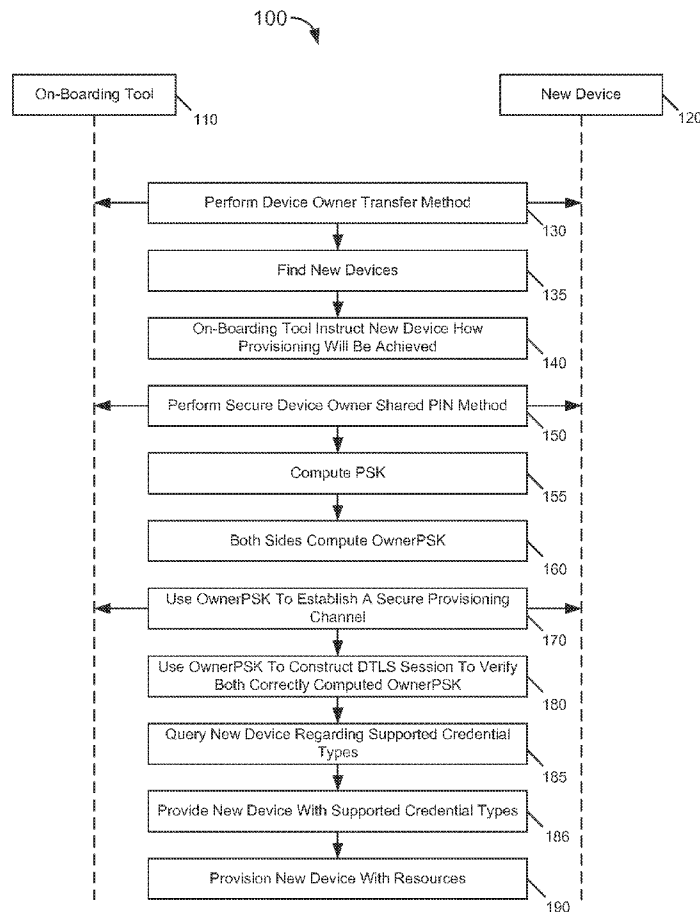 100
On-Boarding Tool
110
New Device
120
Perform Device Owner Transfer Method
130
Find New Devices
135
On-Boarding Tool Instruct New Device How
Provisioning Will Be Achieved
140
Perform Secure Device Owner Shared PIN Method
150
Compute PSK
155
Both Sides Compute OwnerPSK
160
Use OwnerPSK To Establish A Secure Provisioning
Channel
170
Use OwnerPSK To Construct DTLS Session To Verify
Both Correctly Computed OwnerPSK
180
Query New Device Regarding Supported Credential
Types
185
Provide New Device With Supported Credential Types
186
Provision New Device With Resources
190